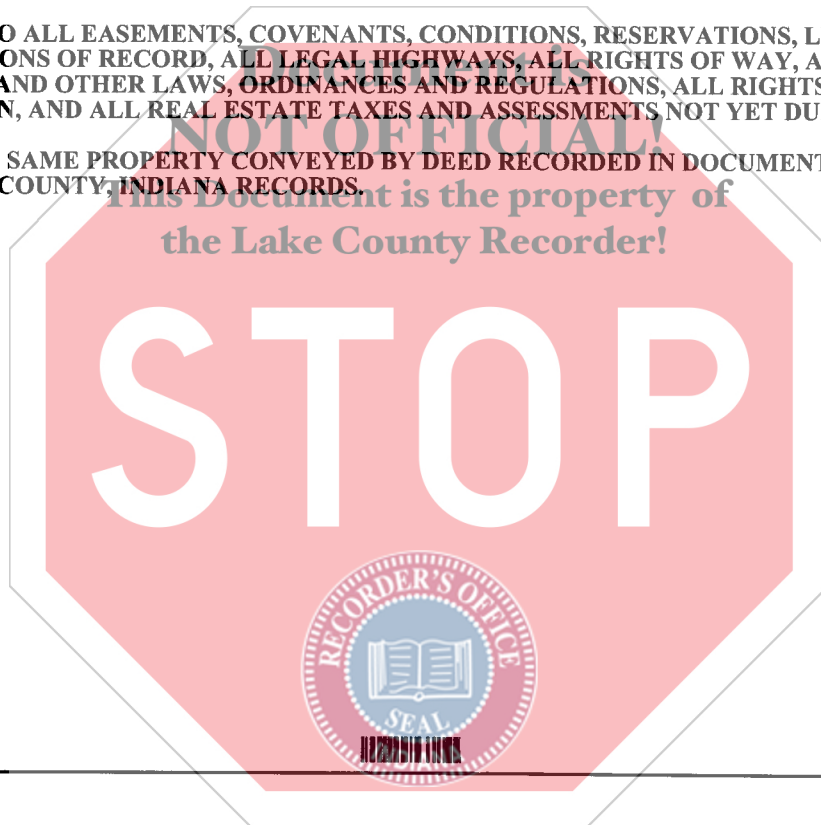 O ALL EASEMENTS, COVENANTS, CONDITIONS, RESERVATIONS, L
ONS OF RECORD, ALL LEGAL HIGHWAYS, ALL RIGHTS OF WAY, A
AND OTHER LAWS, ORDINANCES AND REGULATIONS, ALL RIGHTS
N, AND ALL REAL ESTATE TAXES AND ASSESSMENTS NOT YET DU
SAME PROPERTY CONVEYED BY DEED RECORDED IN DOCUMENT
COUNTY, INDIANA RECORDS.
Document is
NOT OFFICIAL!
This Document is the property of
the Lake County Recorder!
STOP
RECORDER'S OFFICE
SEAL
INDIANA